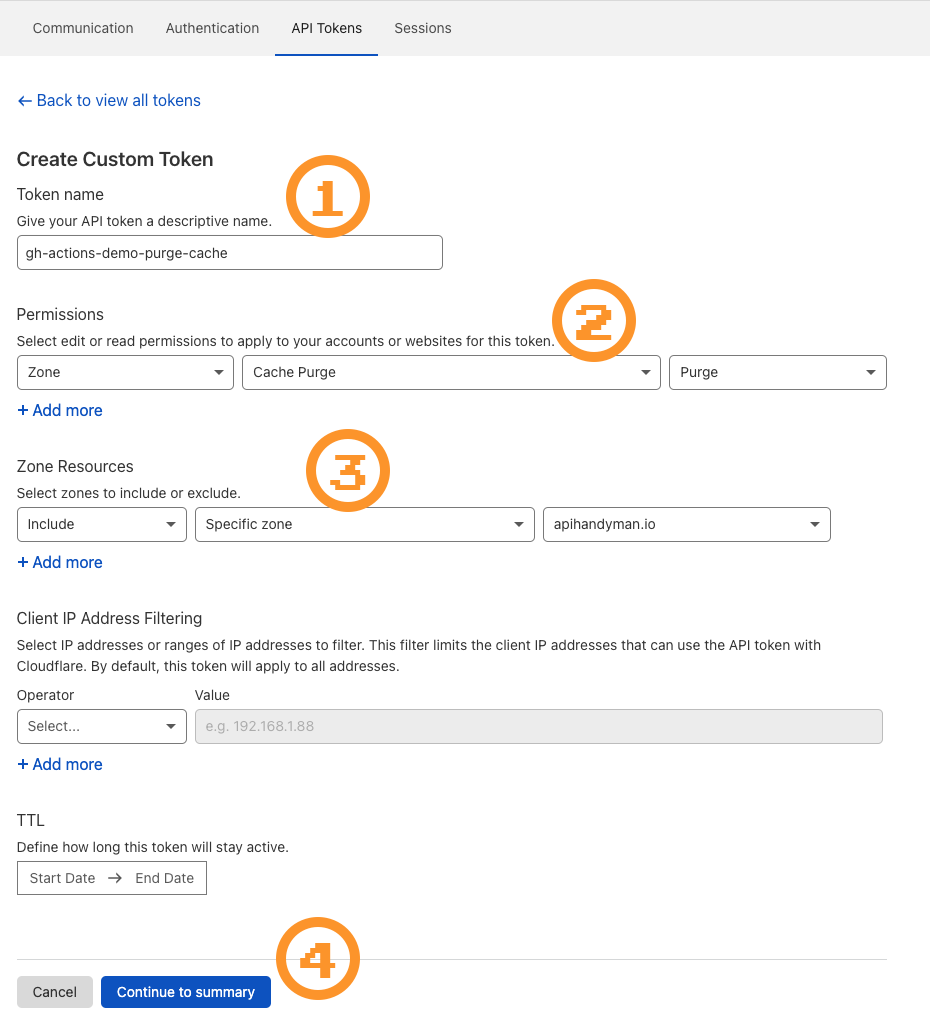 Communication Authentication API Tokens Sessions
← Back to view all tokens
Create Custom Token
1
Token name
Give your API token a descriptive name.
gh-actions-demo-purge-cache
2
Permissions
Select edit or read permissions to apply to your accounts or websites for this token.
Zone Cache Purge Purge
+ Add more
3
Zone Resources
Select zones to include or exclude.
Include Specific zone apihandyman.io
+ Add more
Client IP Address Filtering
Select IP addresses or ranges of IP addresses to filter. This filter limits the client IP addresses that can use the API token with
Cloudflare. By default, this token will apply to all addresses.
Operator Value
Select... e.g. 192.168.1.88
+ Add more
TTL
Define how long this token will stay active.
Start Date → End Date
4
Cancel Continue to summary